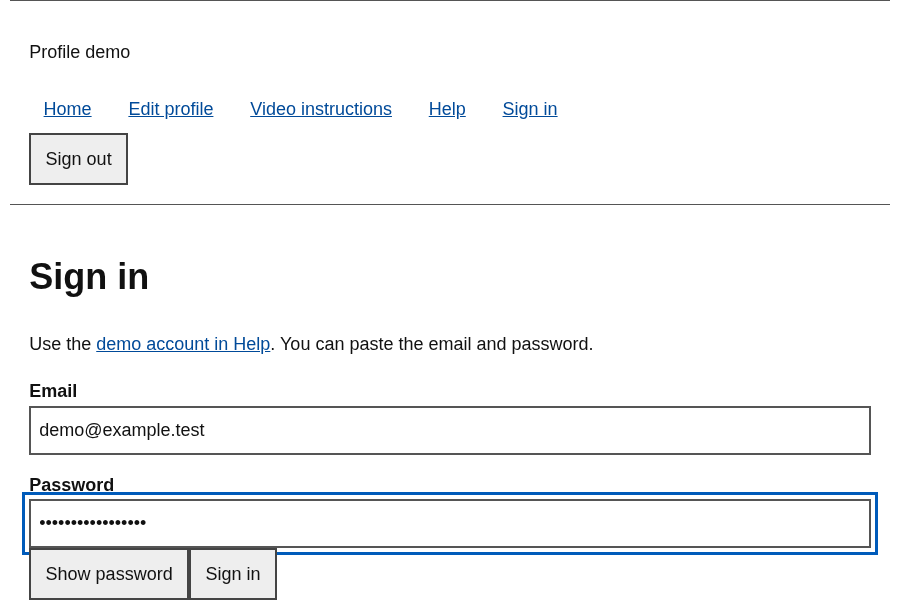 Profile demo
Home Edit profile Video instructions Help Sign in
Sign out
Sign in
Use the demo account in Help. You can paste the email and password.
Email
demo@example.test
Password
•••••••••••••••••
Show password Sign in